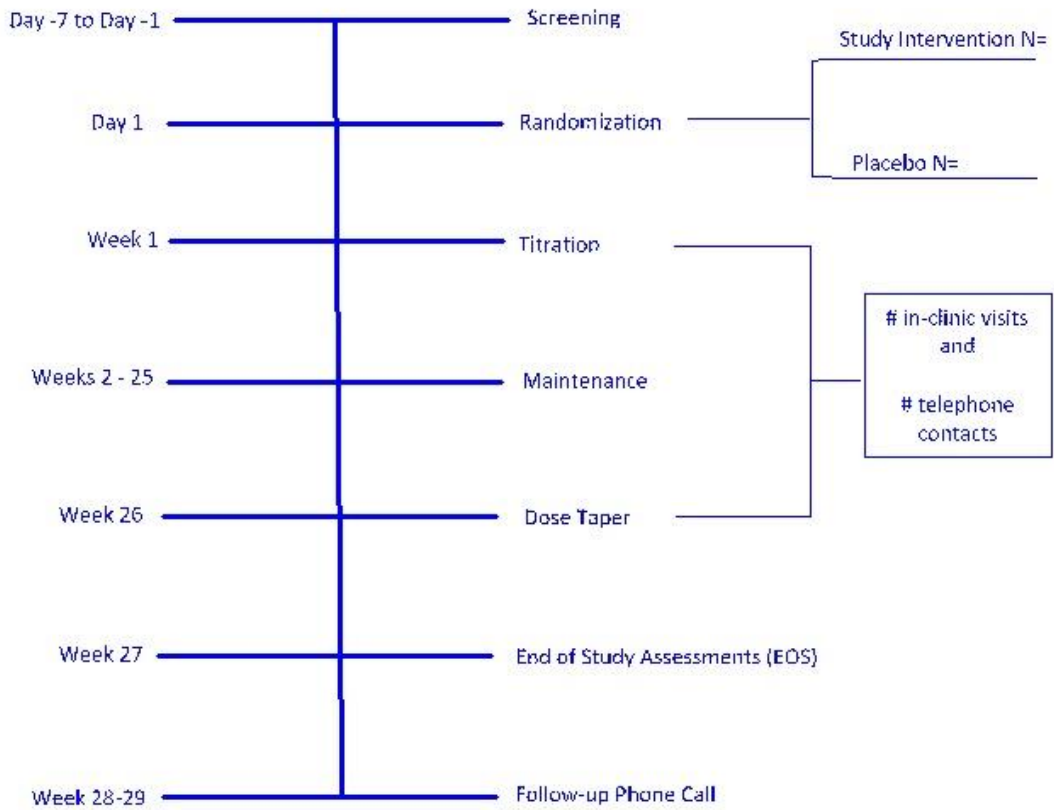 Day -7 to Day -1
Screening
Study Intervention N=
Day 1
Randomization
Placebo N=
Week 1
Titration
# in-clinic visits
and
# telephone
contacts
Weeks 2 - 25
Maintenance
Week 26
Dose Taper
Week 27
End of Study Assessments (EOS)
Week 28-29
Follow-up Phone Call